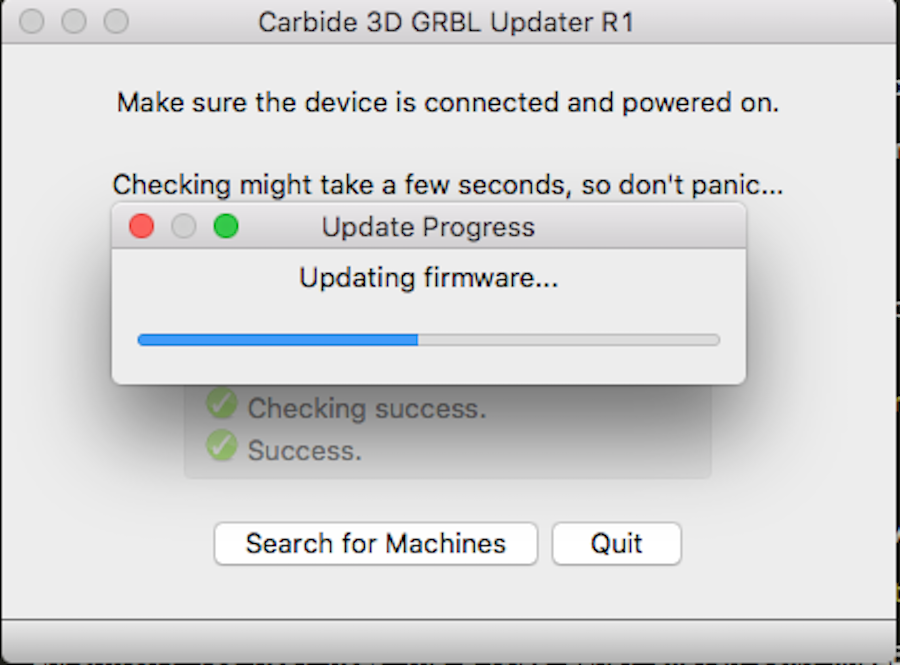 Carbide 3D GRBL Updater R1
Make sure the device is connected and powered on.
Checking might take a few seconds, so don't panic...
Update Progress
Updating firmware...
Checking success.
Success.
Search for Machines
Quit